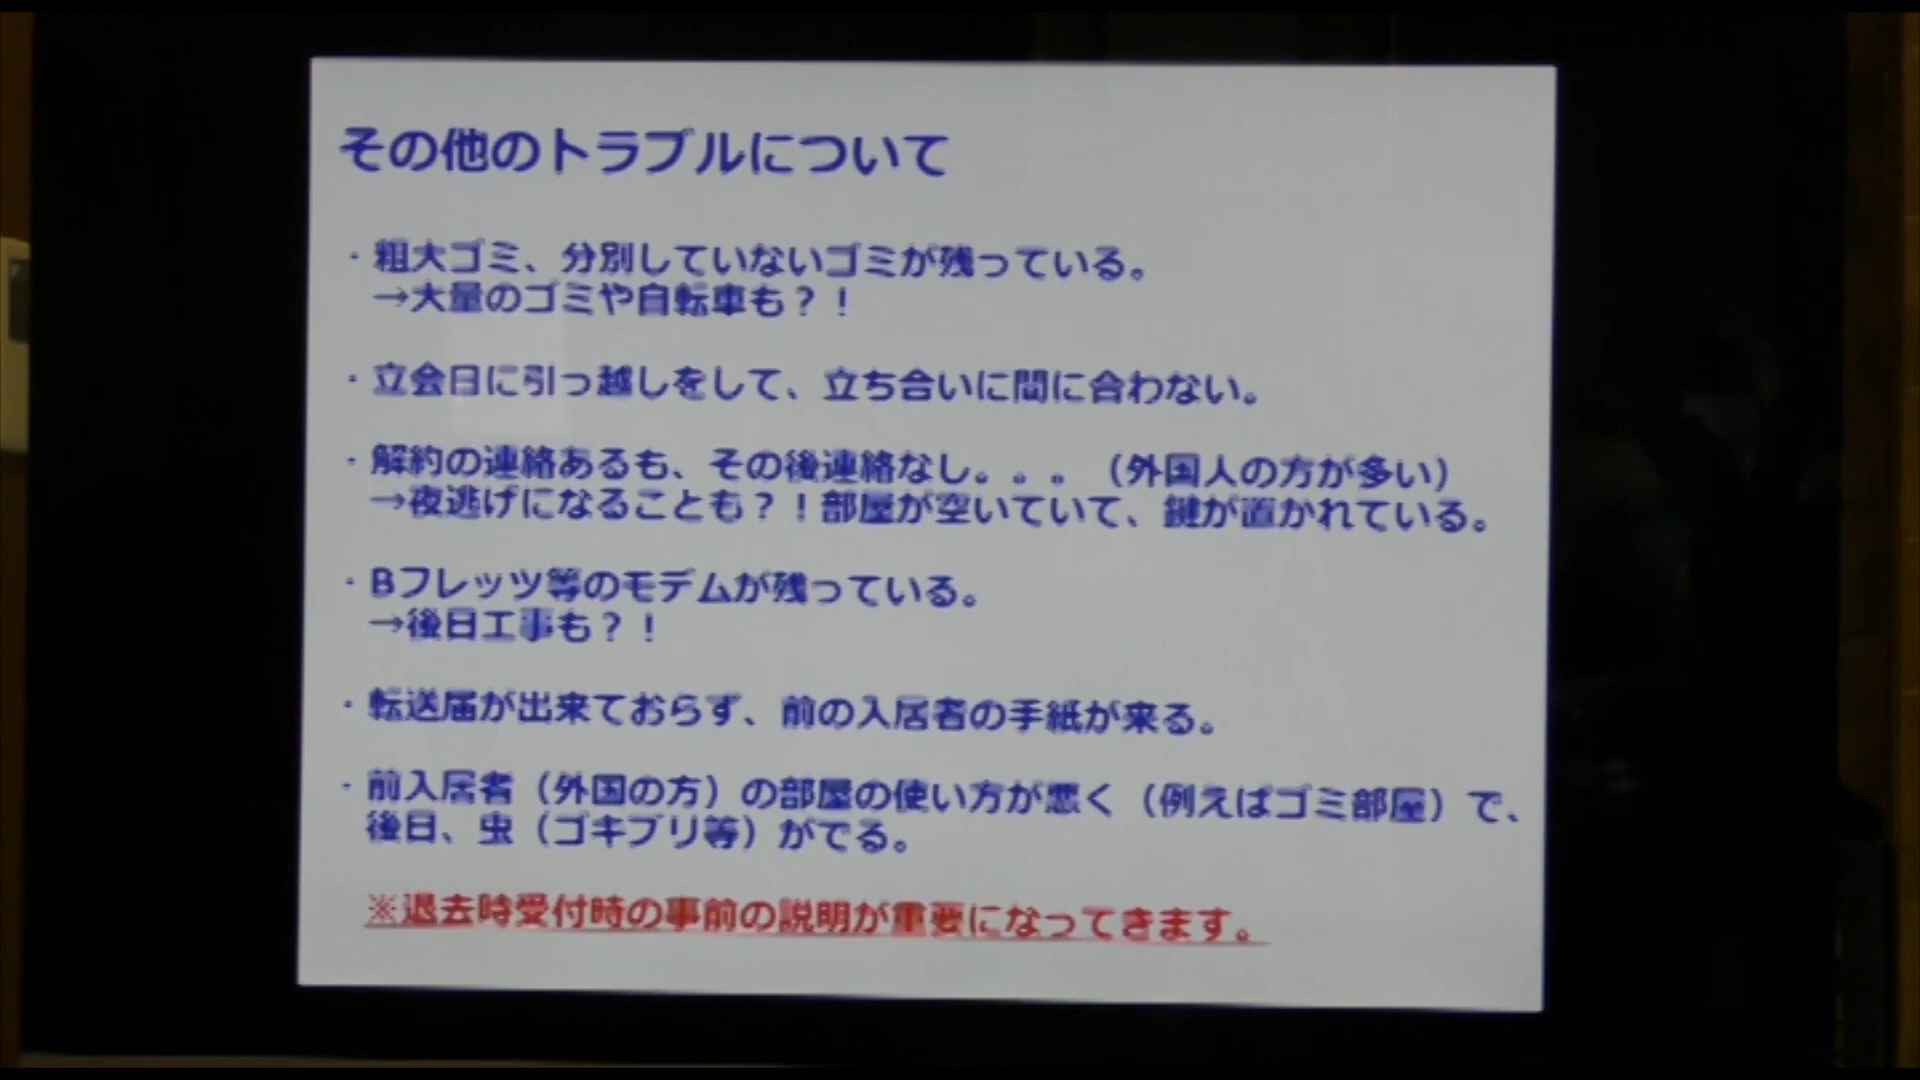 その他のトラブルについて
・粗大ゴミ、分別していないゴミが残っている。
→大量のゴミや自転車も？！
・立会日に引っ越しをして、立ち合いに間に合わない。
・解約の連絡あるも、その後連絡なし。。。（外国人の方が多い）
→夜逃げになることも？！部屋が空いていて、鍵が置かれている。
・Bフレッツ等のモデムが残っている。
→後日工事も？！
・転送届が出来ておらず、前の入居者の手紙が来る。
・前入居者（外国の方）の部屋の使い方が悪く（例えばゴミ部屋）で、
後日、虫（ゴキブリ等）がでる。
※退去時受付時の事前の説明が重要になってきます。